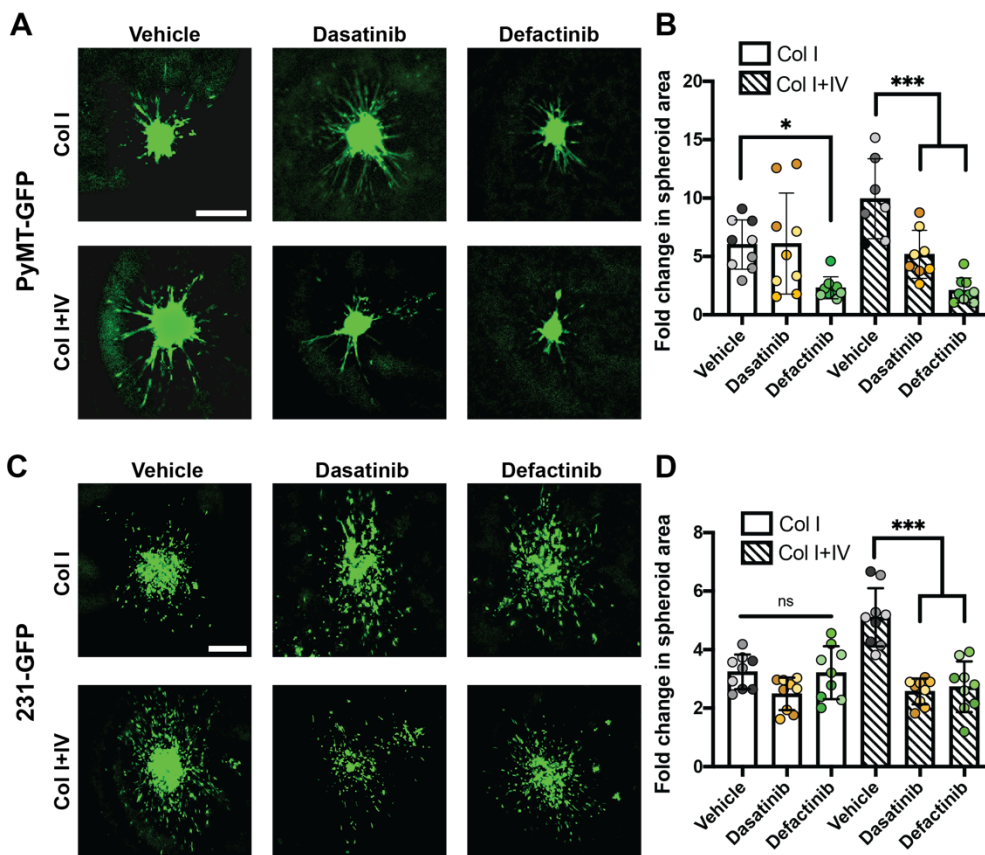 A
Vehicle
Dasatinib
Defactinib
PyMT-GFP
Col I
Col I+IV
B
Col I
Col I+IV
Fold change in spheroid area
20
15
10
5
0
*
***
Vehicle
Dasatinib
Defactinib
Vehicle
Dasatinib
Defactinib
C
Vehicle
Dasatinib
Defactinib
231-GFP
Col I
Col I+IV
D
Col I
Col I+IV
Fold change in spheroid area
8
6
4
2
0
ns
***
Vehicle
Dasatinib
Defactinib
Vehicle
Dasatinib
Defactinib